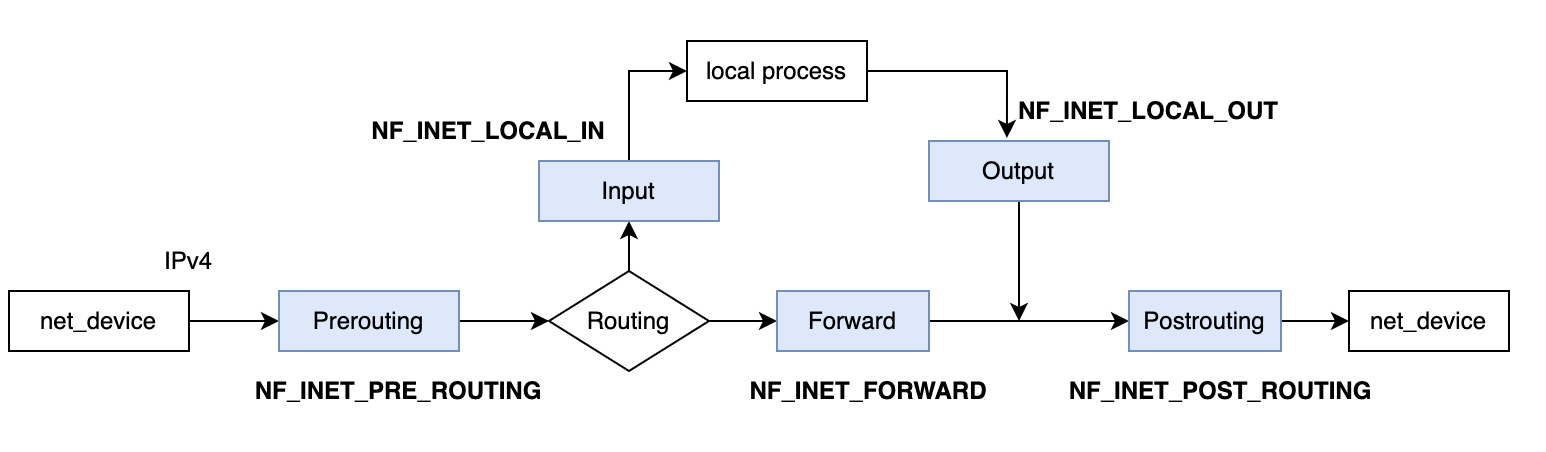 local process
NF_INET_LOCAL_OUT
NF_INET_LOCAL_IN
Output
Input
IPv4
net_device
Prerouting
Routing
Forward
Postrouting
net_device
NF_INET_PRE_ROUTING
NF_INET_FORWARD
NF_INET_POST_ROUTING